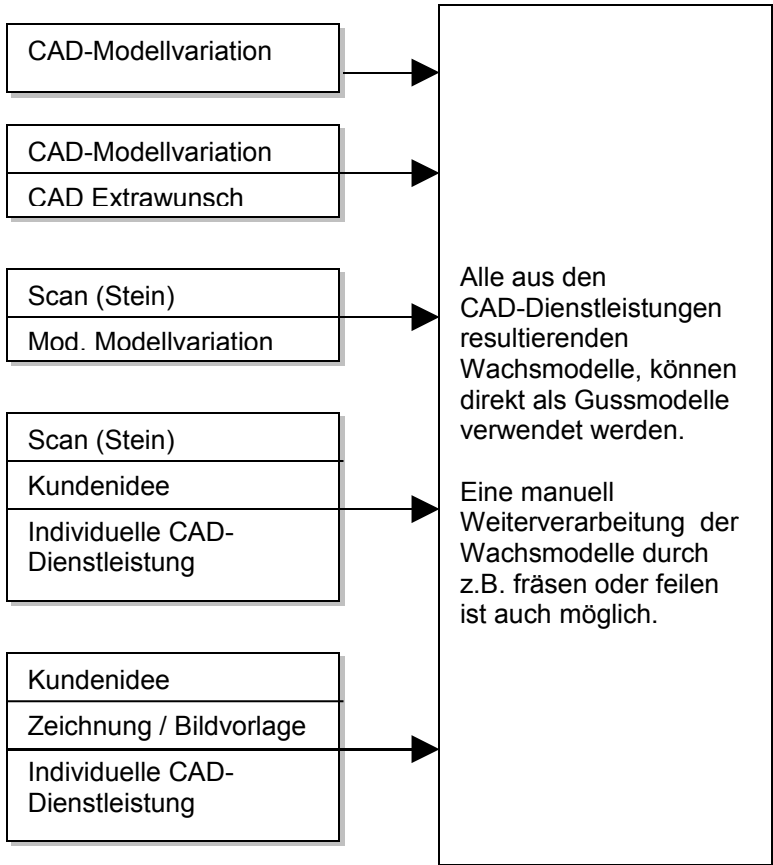 CAD-Modellvariation
CAD-Modellvariation
CAD Extrawunsch
Scan (Stein)
Mod. Modellvariation
Scan (Stein)
Kundenidee
Individuelle CAD-
Dienstleistung
Kundenidee
Zeichnung / Bildvorlage
Individuelle CAD-
Dienstleistung
Alle aus den
CAD-Dienstleistungen
resultierenden
Wachsmodelle, können
direkt als Gussmodelle
verwendet werden.
Eine manuell
Weiterverarbeitung der
Wachsmodelle durch
z.B. fräsen oder feilen
ist auch möglich.